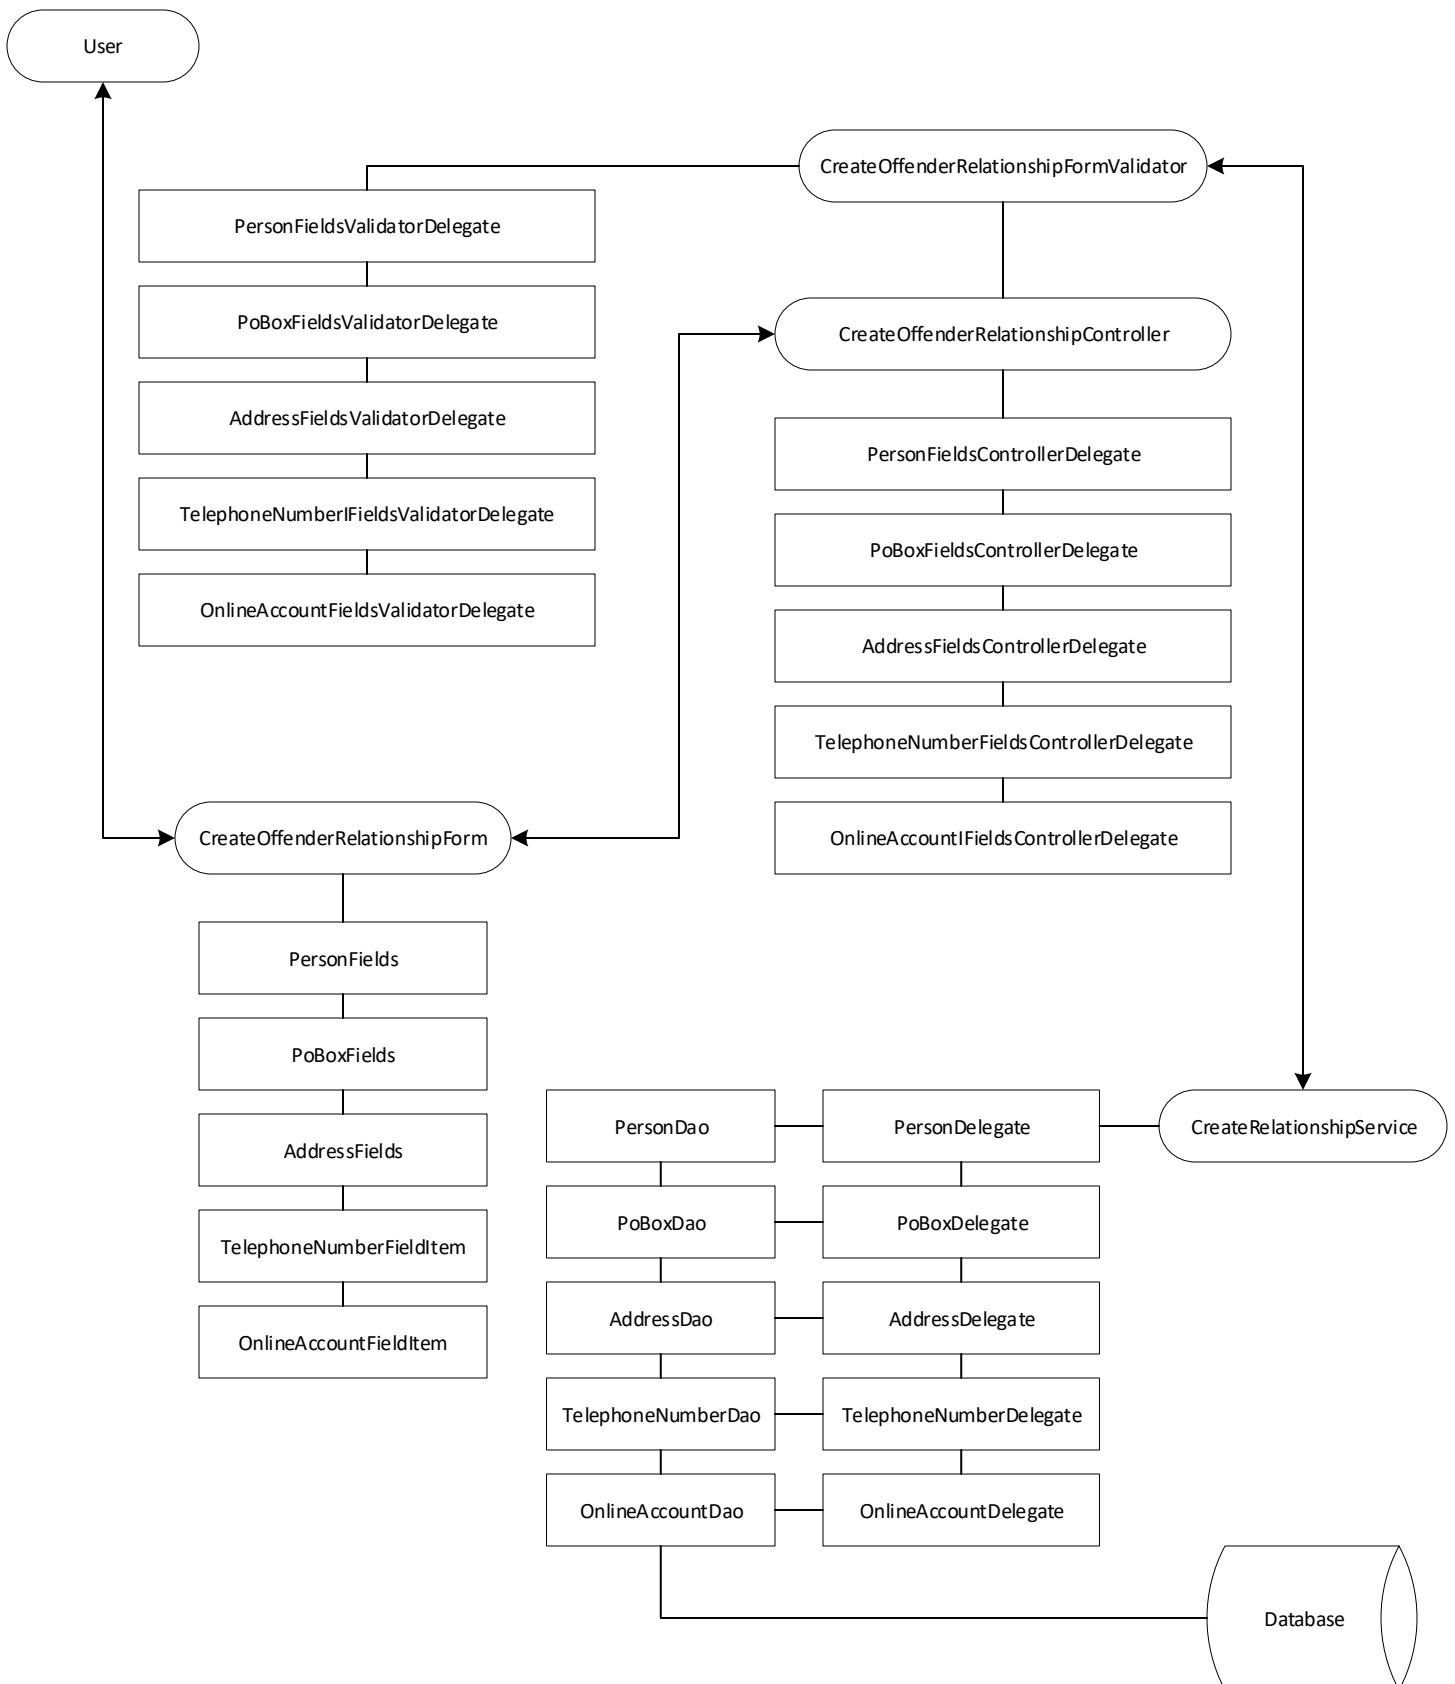 User
CreateOffenderRelationshipFormValidator
PersonFieldsValidatorDelegate
PoBoxFieldsValidatorDelegate
AddressFieldsValidatorDelegate
TelephoneNumberIFieldsValidatorDelegate
OnlineAccountFieldsValidatorDelegate
CreateOffenderRelationshipController
PersonFieldsControllerDelegate
PoBoxFieldsControllerDelegate
AddressFieldsControllerDelegate
TelephoneNumberFieldsControllerDelegate
OnlineAccountIFieldsControllerDelegate
CreateOffenderRelationshipForm
PersonFields
PoBoxFields
AddressFields
TelephoneNumberFieldItem
OnlineAccountFieldItem
PersonDao
PersonDelegate
CreateRelationshipService
PoBoxDao
PoBoxDelegate
AddressDao
AddressDelegate
TelephoneNumberDao
TelephoneNumberDelegate
OnlineAccountDao
OnlineAccountDelegate
Database